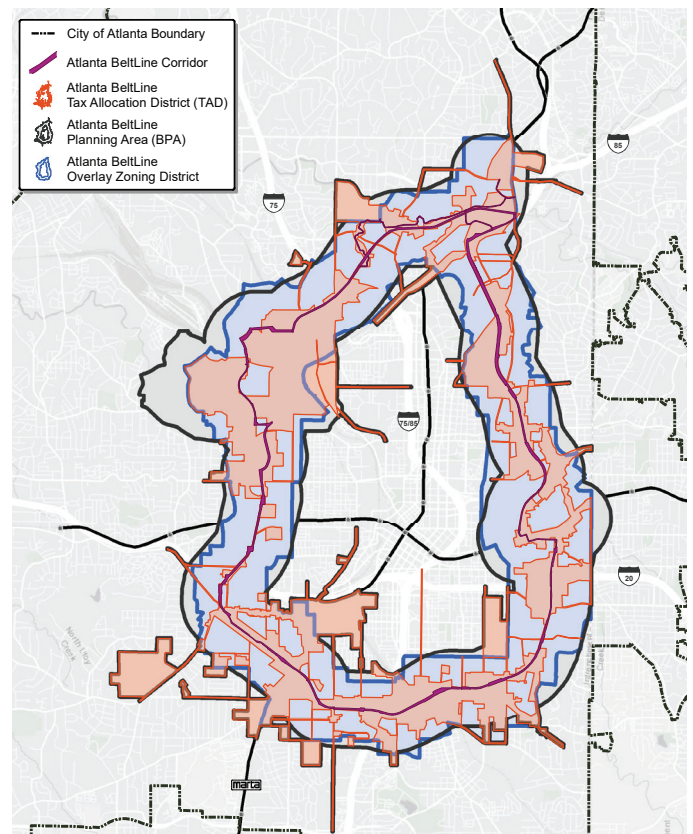 City of Atlanta Boundary
Atlanta BeltLine Corridor
Atlanta BeltLine
Tax Allocation District (TAD)
Atlanta BeltLine
Planning Area (BPA)
Atlanta BeltLine
Overlay Zoning District
85
75
75/85
20
marta